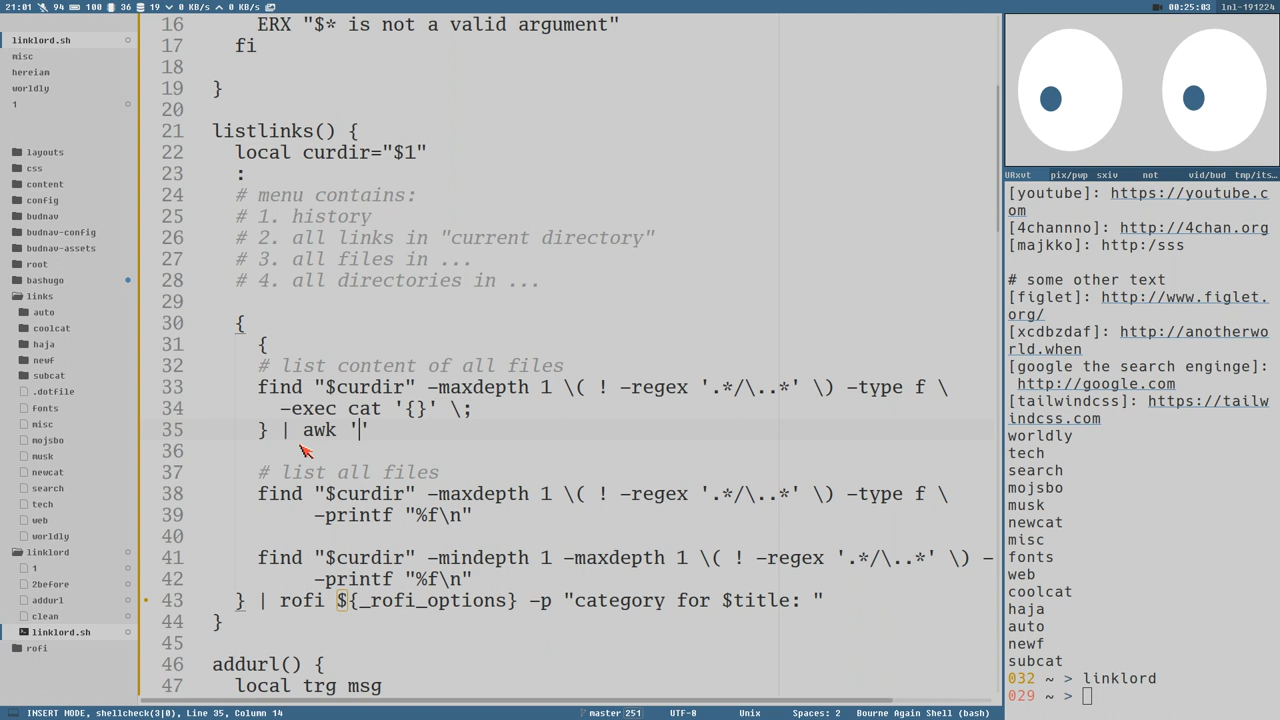 21:01 94 100 36 19 0 KB/s 0 KB/s
00:25:03 lnl-191224
linklord.sh
misc
hereiam
worldly
1
layouts
css
content
config
budnav
budnav-config
budnav-assets
root
bashugo
links
auto
coolcat
haja
newf
subcat
.dotfile
fonts
misc
mojsbo
musk
newcat
search
tech
web
worldly
linklord
1
2before
addurl
clean
linklord.sh
rofi
16 ERX "$* is not a valid argument"
17 fi
18
19 }
20
21 listlinks() {
22 local curdir="$1"
23 :
24 # menu contains:
25 # 1. history
26 # 2. all links in "current directory"
27 # 3. all files in ...
28 # 4. all directories in ...
29
30 {
31 {
32 # list content of all files
33 find "$curdir" -maxdepth 1 \( ! -regex '.*/\..*' \) -type f \
34 -exec cat '{}' \;
35 } | awk ''
36
37 # list all files
38 find "$curdir" -maxdepth 1 \( ! -regex '.*/\..*' \) -type f \
39 -printf "%f\n"
40
41 find "$curdir" -mindepth 1 -maxdepth 1 \( ! -regex '.*/\..*' \) -
42 -printf "%f\n"
43 } | rofi ${_rofi_options} -p "category for $title: "
44 }
45
46 addurl() {
47 local trg msg
URxvt pix/pwp not vid/bud tmp/its...
[youtube]: https://youtube.c
om
[4channno]: http://4chan.org
[majkko]: http:/sss
# some other text
[figlet]: http://www.figlet.
org/
[xcdbzdaf]: http://anotherwo
rld.when
[google the search enginge]:
http://google.com
[tailwindcss]: https://tailw
indcss.com
worldly
tech
search
mojsbo
musk
newcat
misc
fonts
web
coolcat
haja
auto
newf
subcat
032 ~ > linklord
029 ~ >
INSERT MODE, shellcheck(3|0), Line 35, Column 14 master 251 UTF-8 Unix Spaces: 2 Bourne Again Shell (bash)